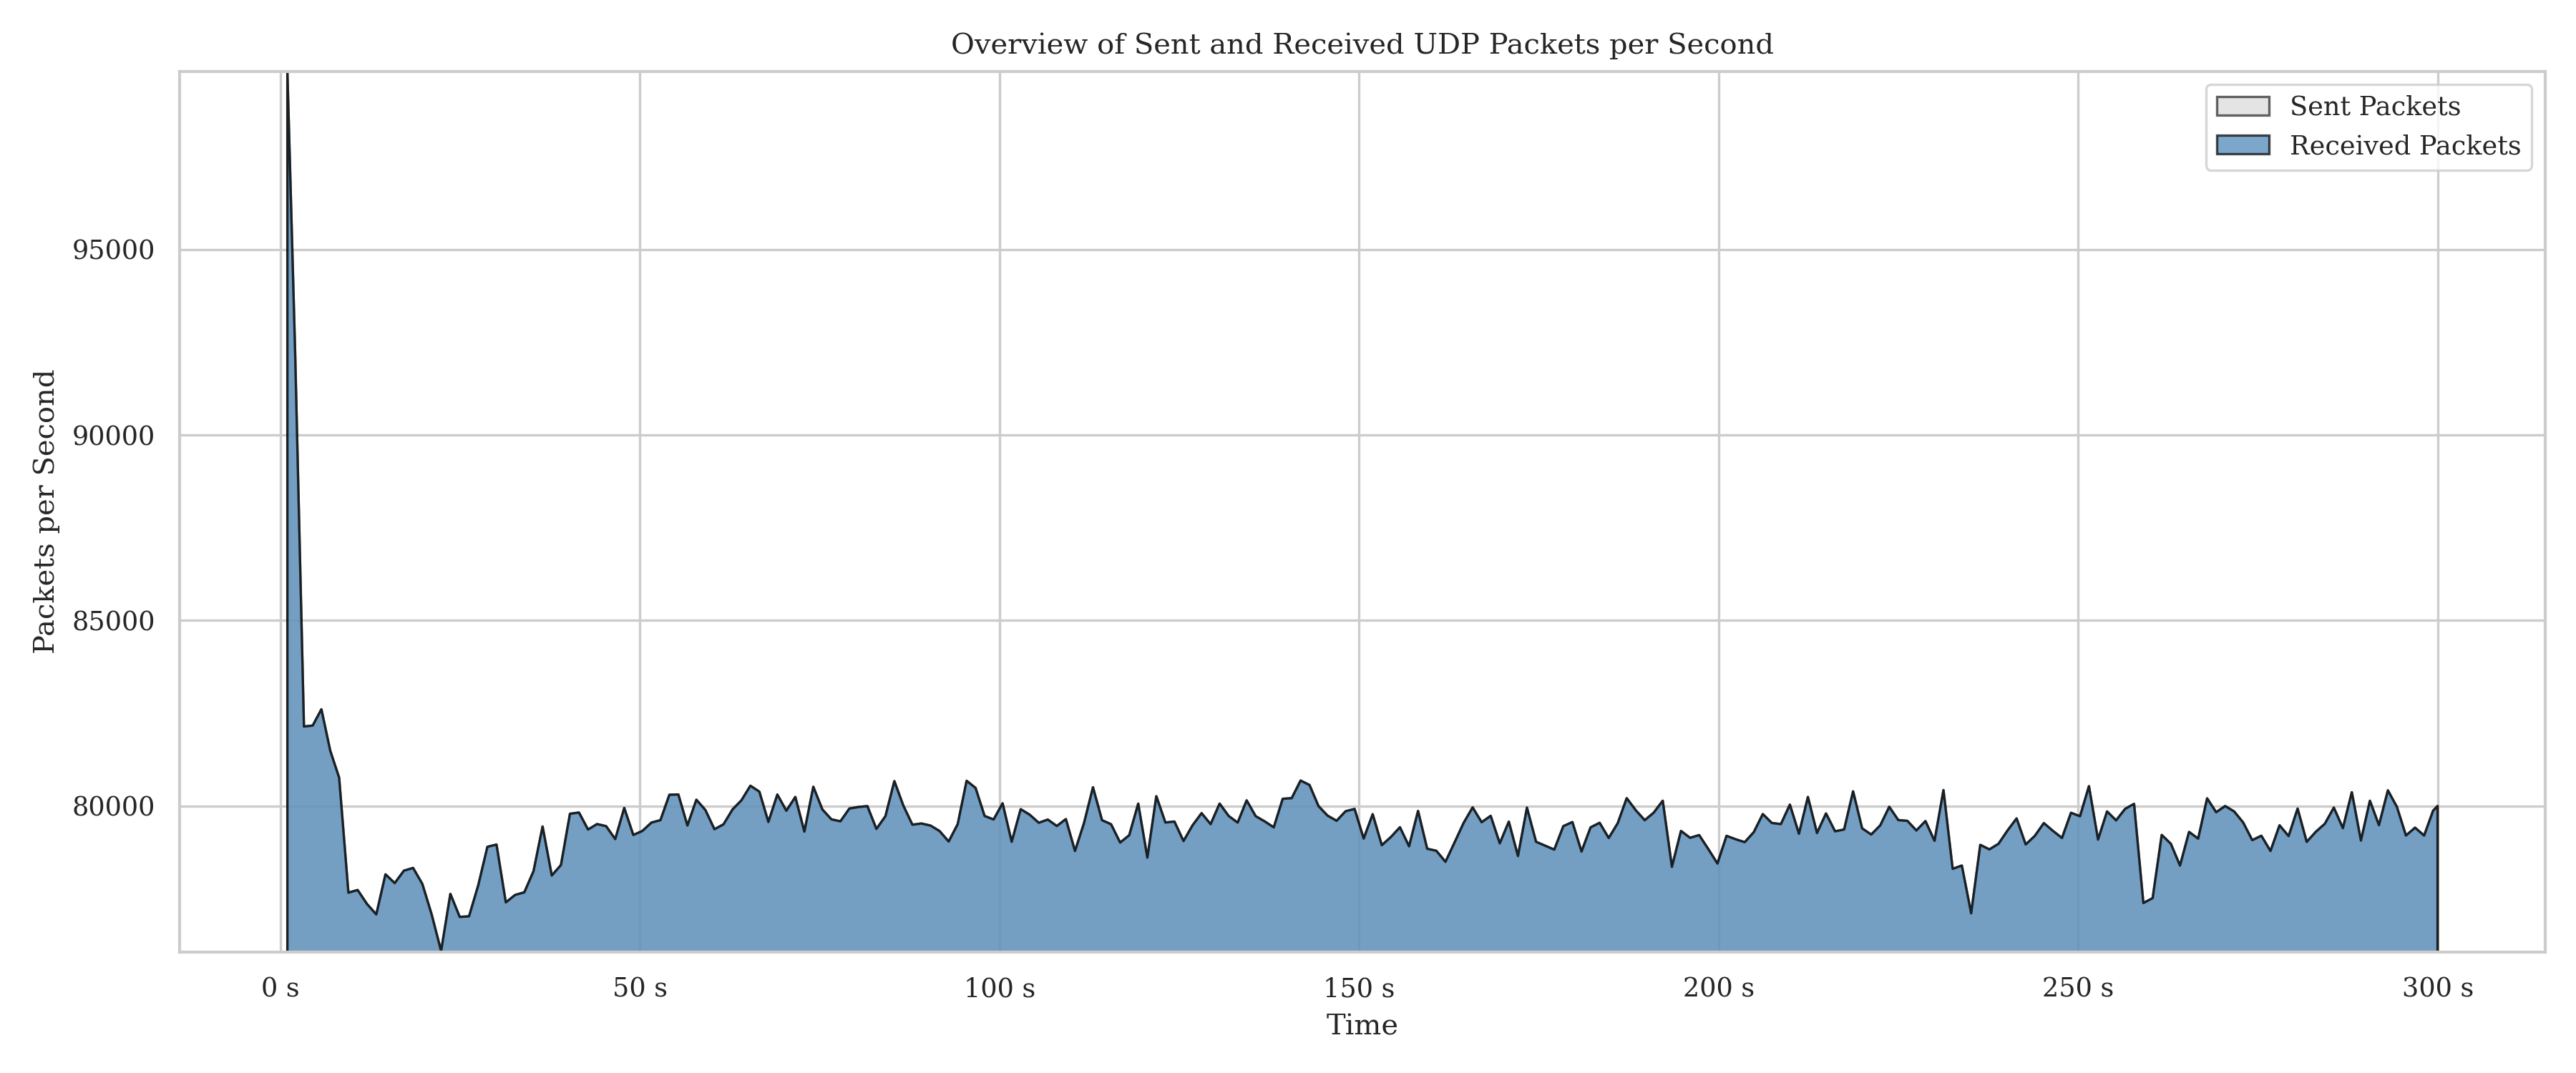 Overview of Sent and Received UDP Packets per Second
Sent Packets
Received Packets
Packets per Second
95000
90000
85000
80000
0 s 50 s 100 s 150 s 200 s 250 s 300 s
Time